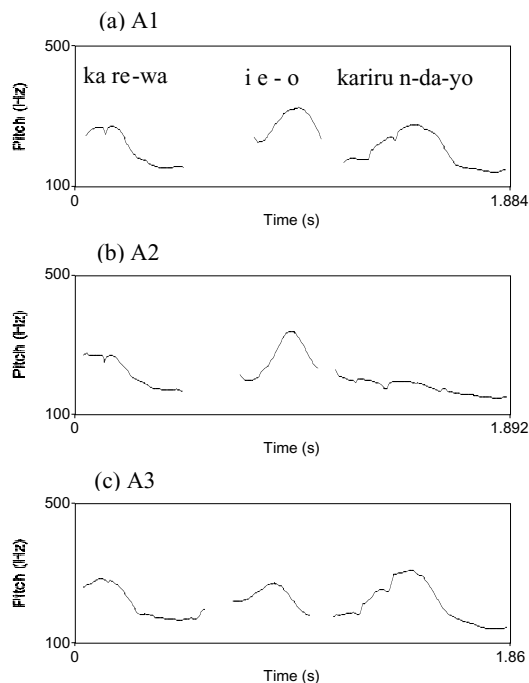 (a) A1
500
ka re-wa i e - o kariru n-da-yo
Pitch (Hz)
100
0 1.884
Time (s)
(b) A2
500
Pitch (Hz)
100
0 1.892
Time (s)
(c) A3
500
Pitch (Hz)
100
0 1.86
Time (s)